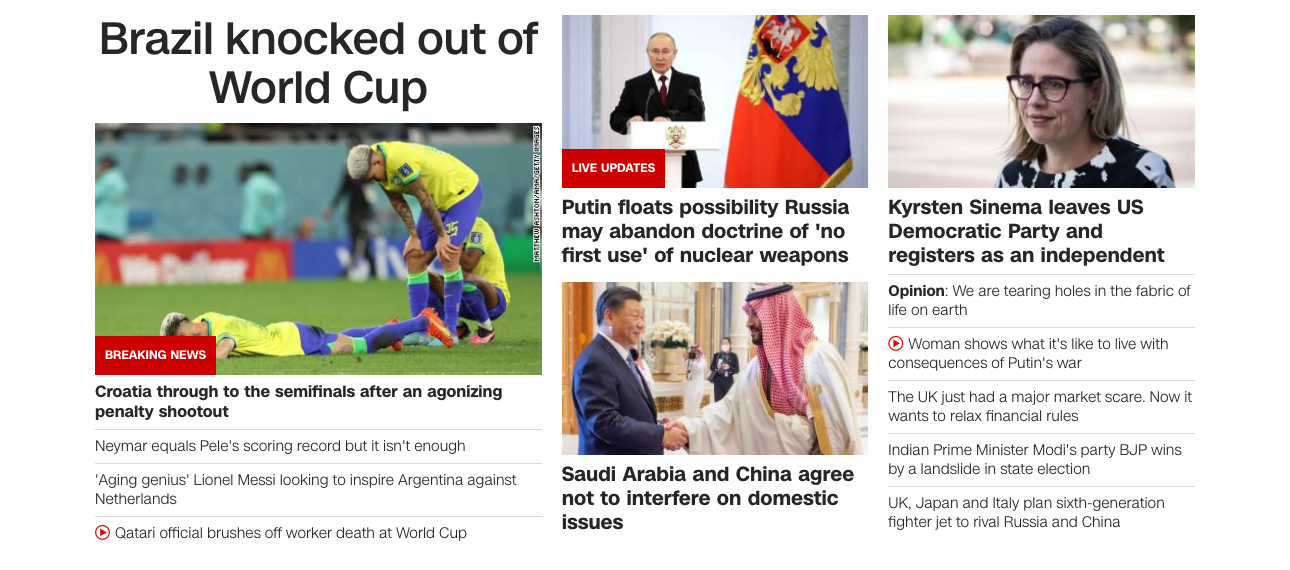 Brazil knocked out of
World Cup
MATTHEW ASHTON/AMA/GETTY IMAGES
We Deliver
25
BREAKING NEWS
Croatia through to the semifinals after an agonizing
penalty shootout
Neymar equals Pele's scoring record but it isn't enough
'Aging genius' Lionel Messi looking to inspire Argentina against
Netherlands
Qatari official brushes off worker death at World Cup
LIVE UPDATES
Putin floats possibility Russia
may abandon doctrine of 'no
first use' of nuclear weapons
Saudi Arabia and China agree
not to interfere on domestic
issues
Kyrsten Sinema leaves US
Democratic Party and
registers as an independent
Opinion: We are tearing holes in the fabric of
life on earth
Woman shows what it's like to live with
consequences of Putin's war
The UK just had a major market scare. Now it
wants to relax financial rules
Indian Prime Minister Modi's party BJP wins
by a landslide in state election
UK, Japan and Italy plan sixth-generation
fighter jet to rival Russia and China